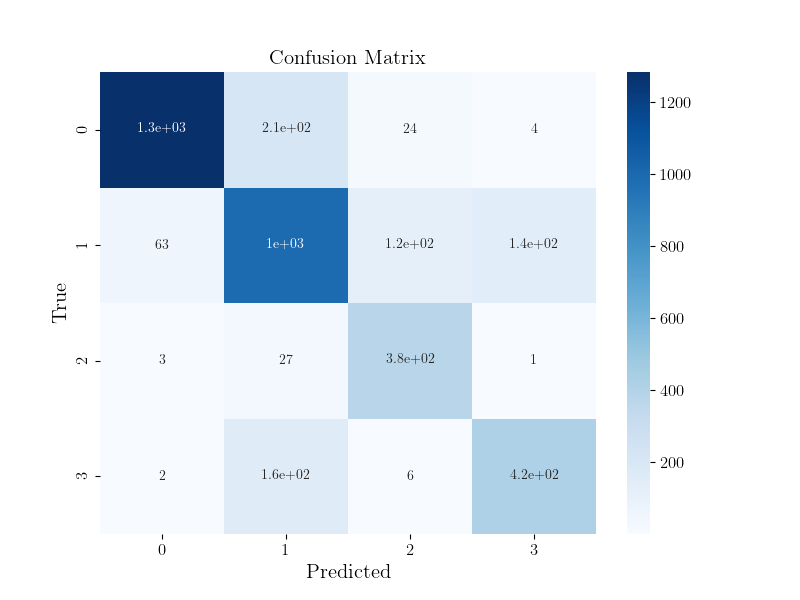 Confusion Matrix
True
0 1.3e+03 2.1e+02 24 4
1 63 1e+03 1.2e+02 1.4e+02
2 3 27 3.8e+02 1
3 2 1.6e+02 6 4.2e+02
0 1 2 3
Predicted
1200
1000
800
600
400
200